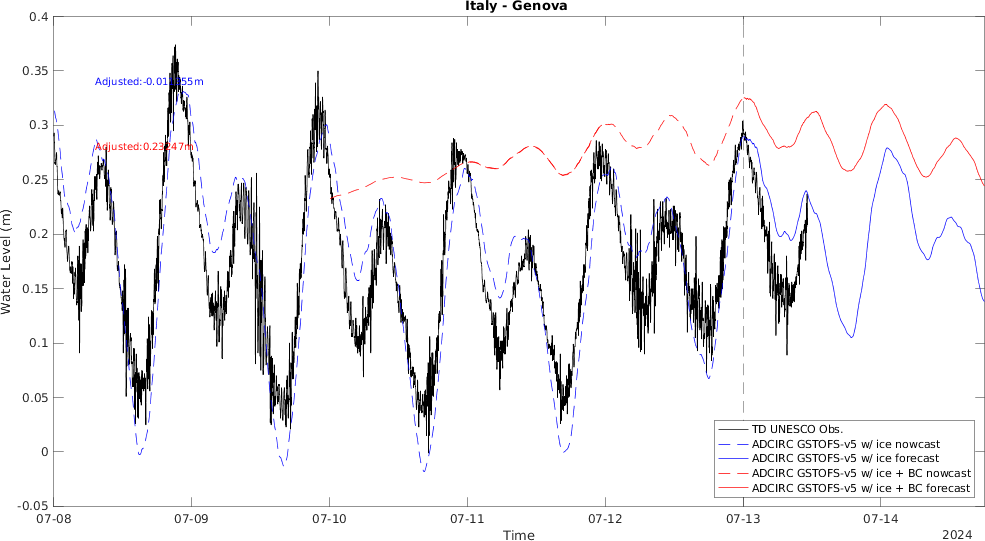 Italy - Genova
0.4
0.35
0.3
0.25
0.2
0.15
0.1
0.05
0
-0.05
Water Level (m)
07-08
07-09
07-10
07-11
07-12
07-13
07-14
Time
2024
TD UNESCO Obs.
ADCIRC GSTOFS-v5 w/ ice nowcast
ADCIRC GSTOFS-v5 w/ ice forecast
ADCIRC GSTOFS-v5 w/ ice + BC nowcast
ADCIRC GSTOFS-v5 w/ ice + BC forecast